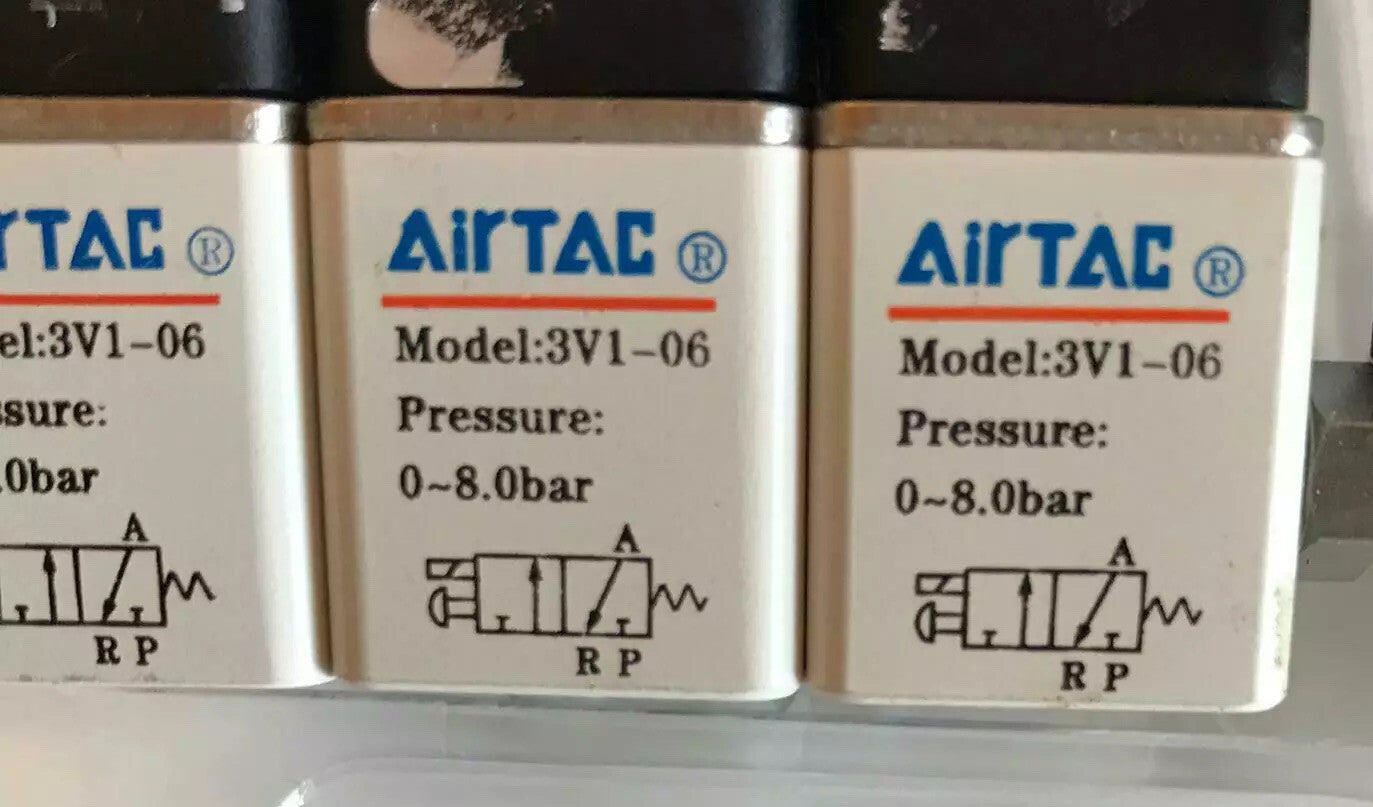 rTAC ®
el:3V1-06
ssure:
.0bar
A
R P
AirTAC ®
Model:3V1-06
Pressure:
0~8.0bar
A
R P
AirTAC ®
Model:3V1-06
Pressure:
0~8.0bar
A
R P